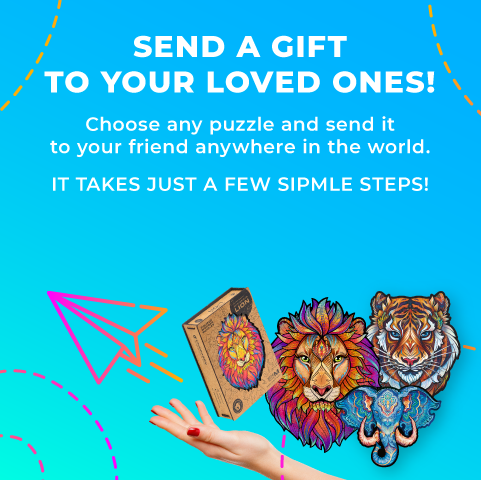 SEND A GIFT
TO YOUR LOVED ONES!
Choose any puzzle and send it
to your friend anywhere in the world.
IT TAKES JUST A FEW SIPMLE STEPS!
LION